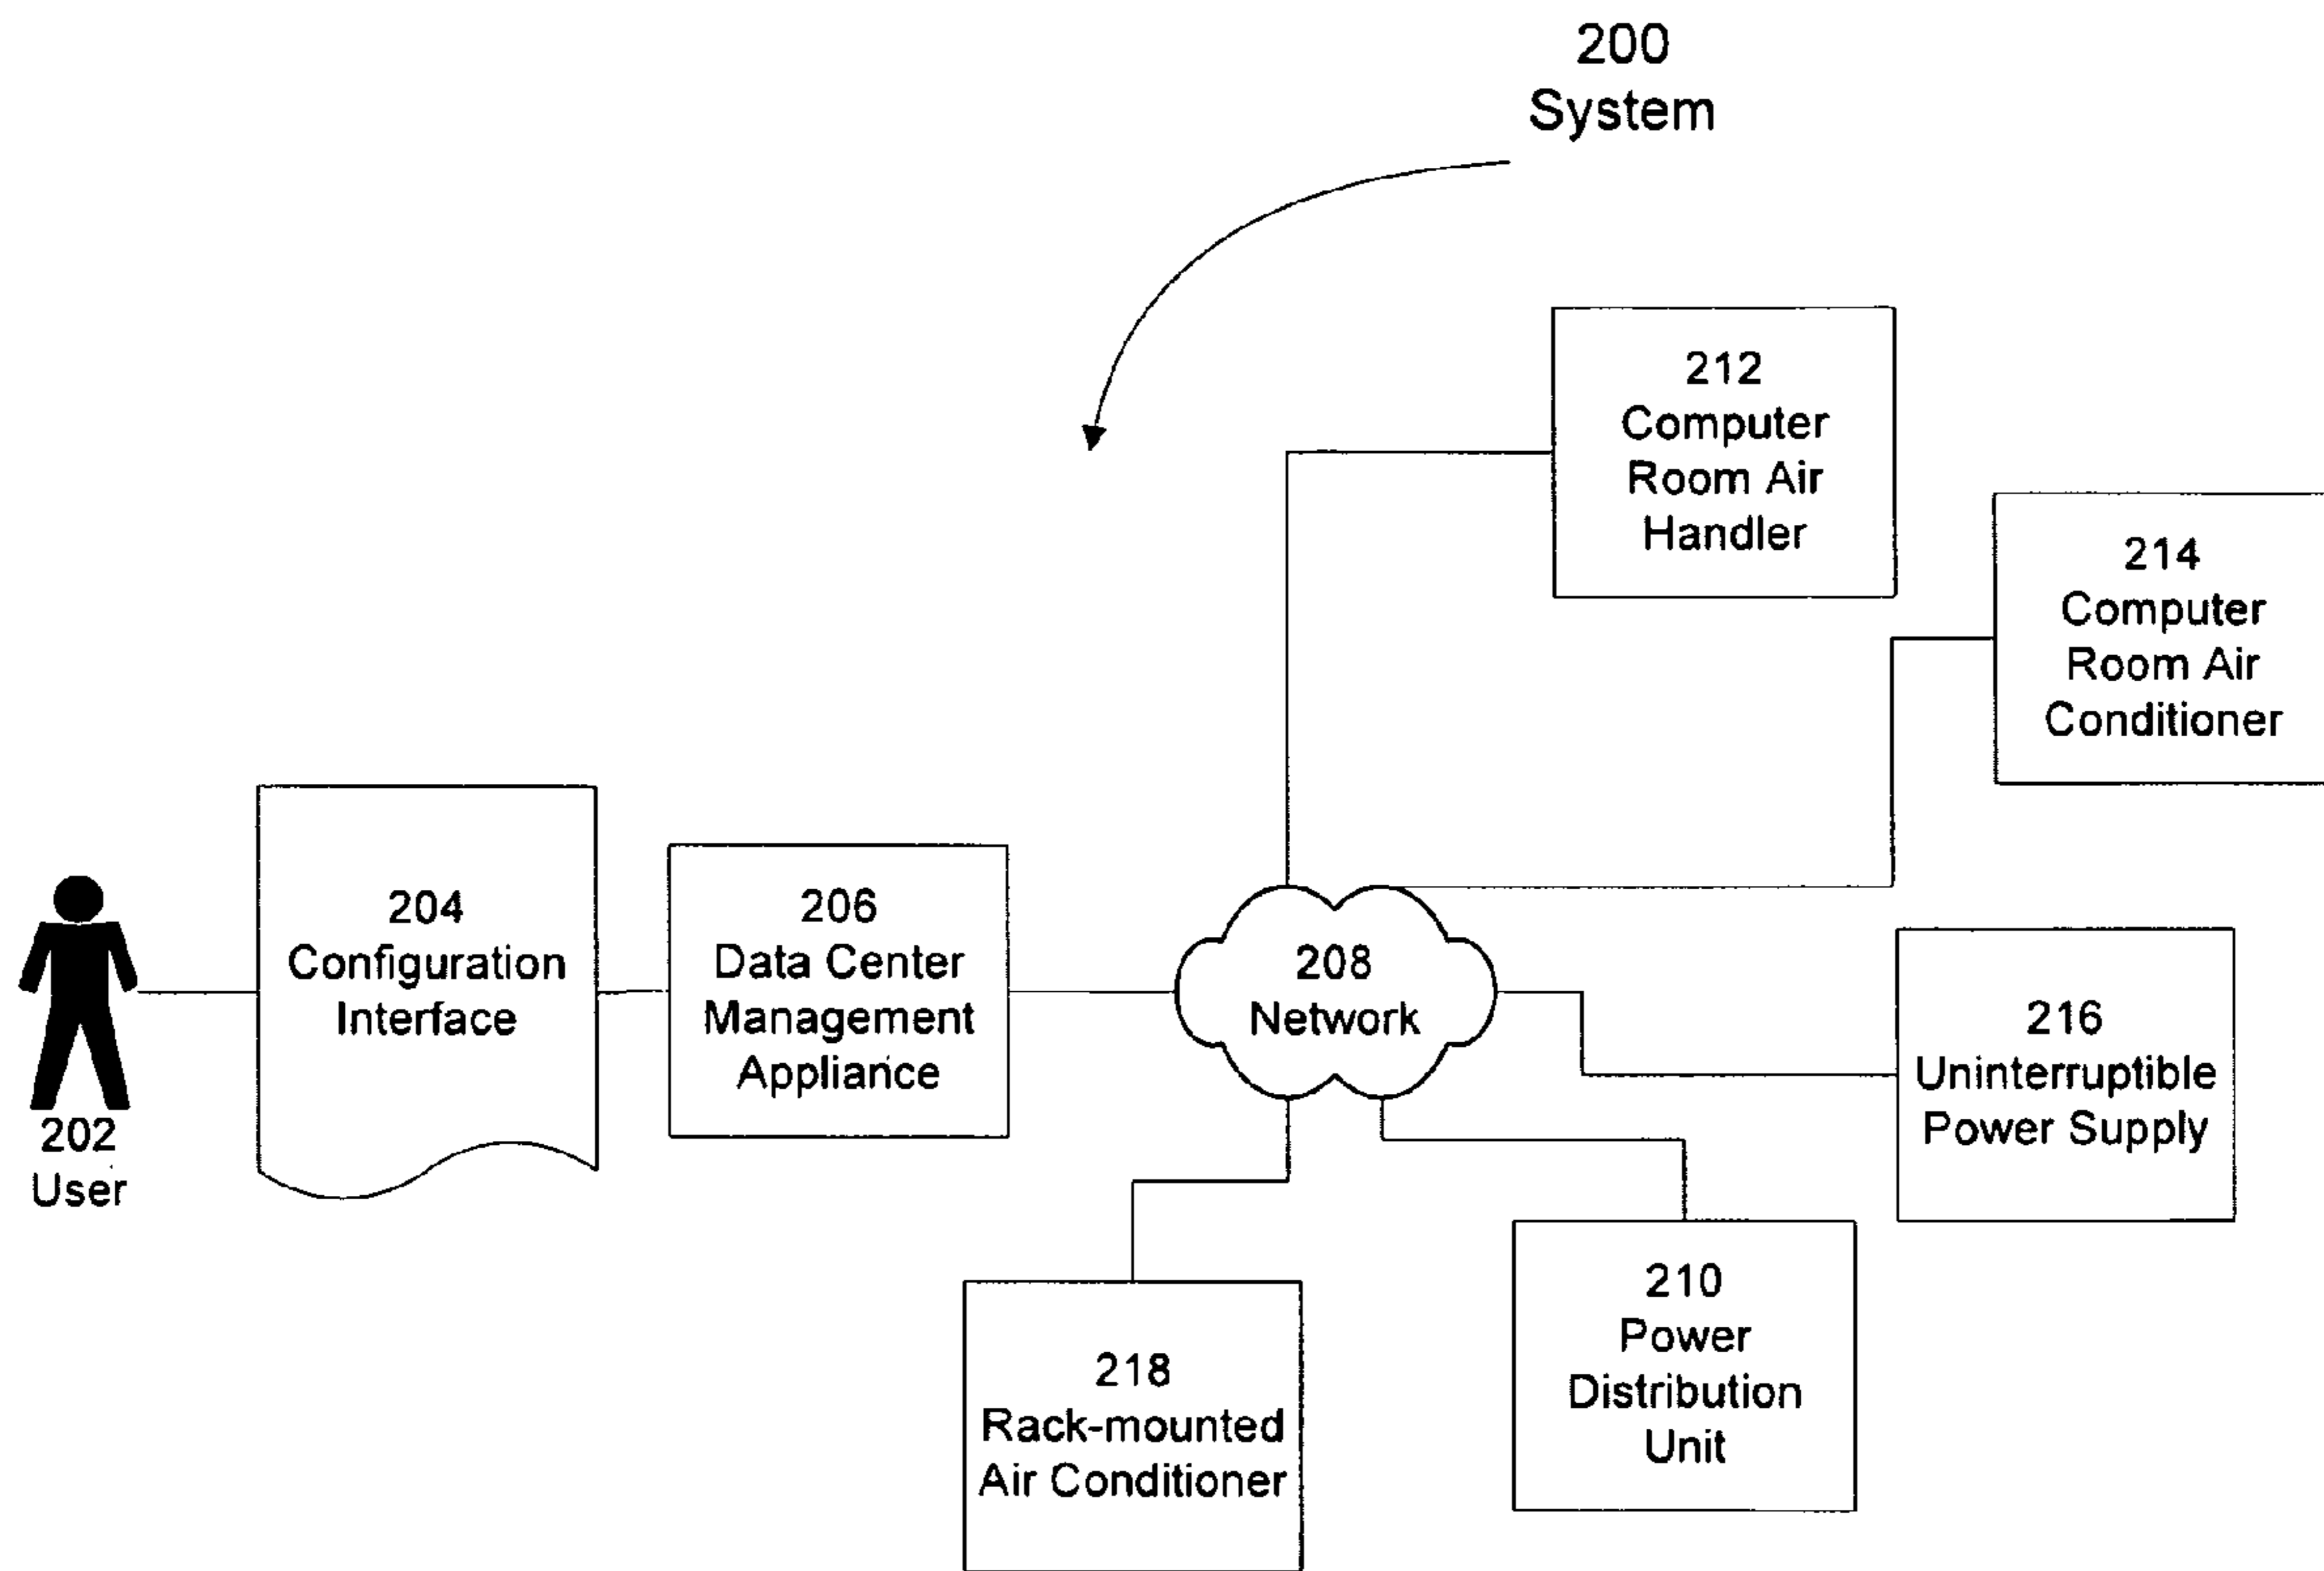 200
System
212
Computer
Room Air
Handler
214
Computer
Room Air
Conditioner
204
Configuration
Interface
206
Data Center
Management
Appliance
208
Network
216
Uninterruptible
Power Supply
202
User
210
Power
Distribution
Unit
218
Rack-mounted
Air Conditioner